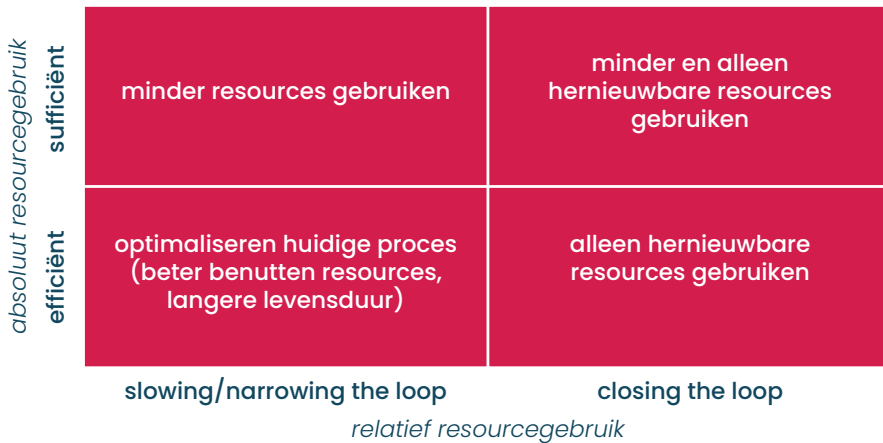 absoluut resourcegebruik
sufficiënt
minder resources gebruiken
minder en alleen
hernieuwbare resources
gebruiken
efficiënt
optimaliseren huidige proces
(beter benutten resources,
langere levensduur)
alleen hernieuwbare
resources gebruiken
slowing/narrowing the loop
closing the loop
relatief resourcegebruik